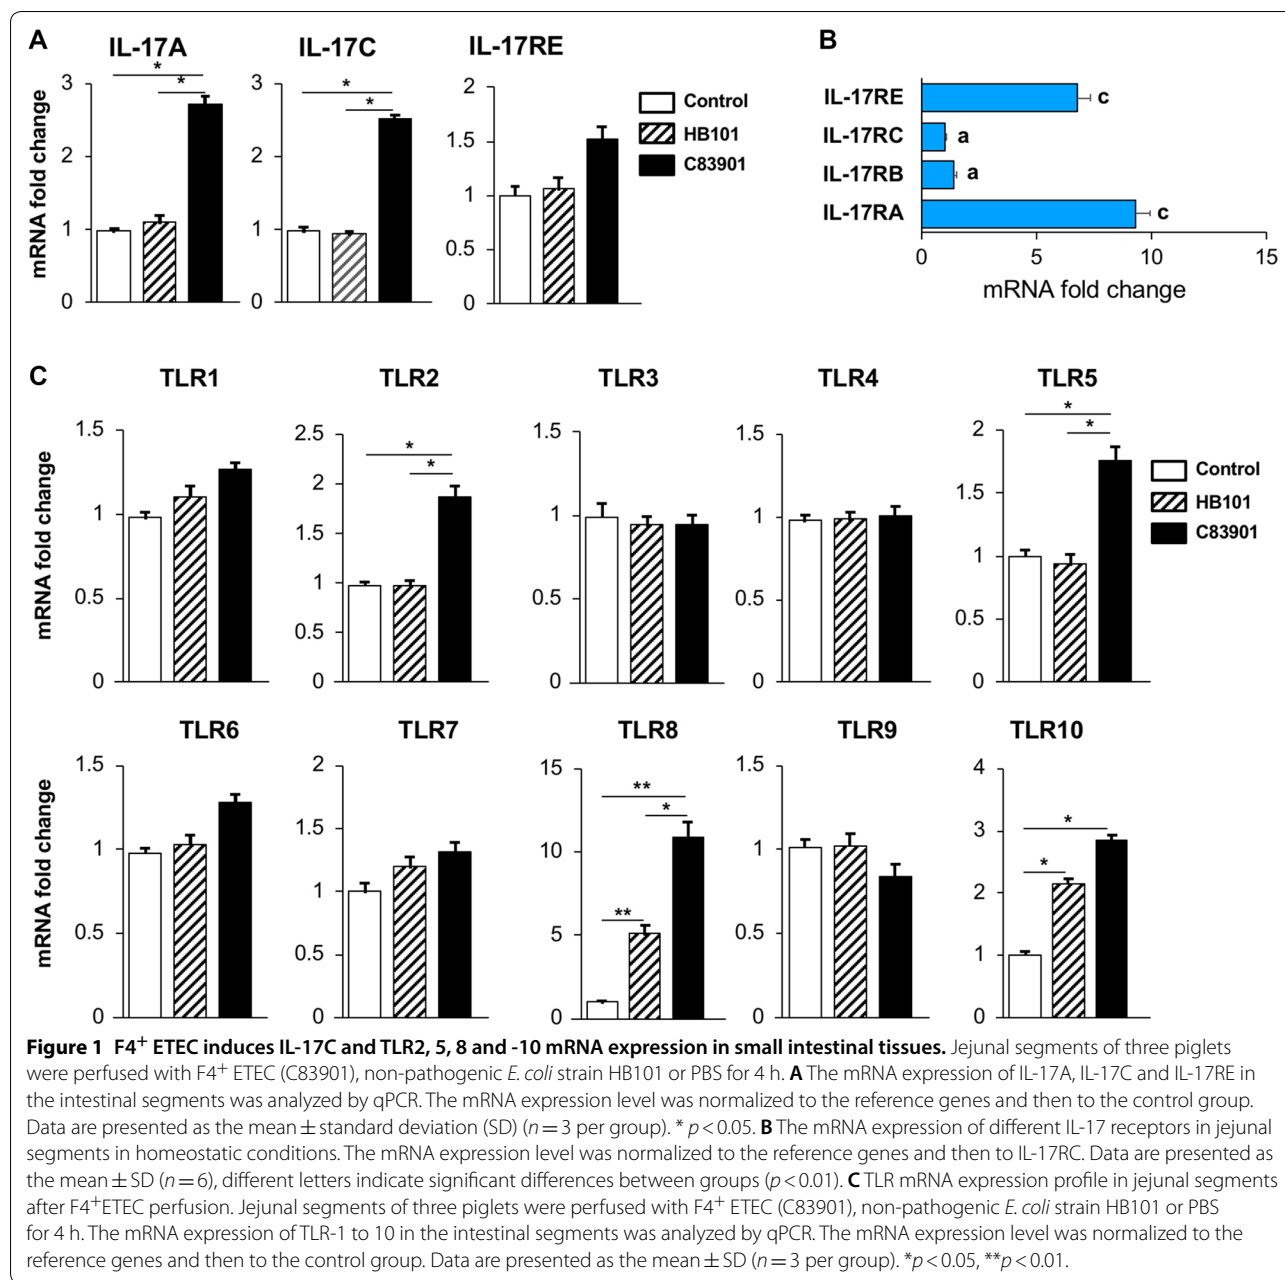 A
IL-17A
IL-17C
IL-17RE
mRNA fold change
3
2
1
0
*
*
3
2
1
0
*
*
2
1.5
1
0.5
0
Control
HB101
C83901
B
IL-17RE
IL-17RC
IL-17RB
IL-17RA
c
a
a
c
0
5
10
15
mRNA fold change
C
TLR1
TLR2
TLR3
TLR4
TLR5
mRNA fold change
1.5
1
0.5
0
2.5
2
1.5
1
0.5
0
*
*
1.5
1
0.5
0
1.5
1
0.5
0
2
1.5
1
0.5
0
*
*
Control
HB101
C83901
TLR6
TLR7
TLR8
TLR9
TLR10
mRNA fold change
1.5
1
0.5
0
2
1.5
1
0.5
0
15
10
5
0
**
*
**
1.5
1
0.5
0
4
3
2
1
0
*
*
Figure 1 F4+ ETEC induces IL-17C and TLR2, 5, 8 and -10 mRNA expression in small intestinal tissues. Jejunal segments of three piglets
were perfused with F4+ ETEC (C83901), non-pathogenic E. coli strain HB101 or PBS for 4 h. A The mRNA expression of IL-17A, IL-17C and IL-17RE in
the intestinal segments was analyzed by qPCR. The mRNA expression level was normalized to the reference genes and then to the control group.
Data are presented as the mean ± standard deviation (SD) (n = 3 per group). * p < 0.05. B The mRNA expression of different IL-17 receptors in jejunal
segments in homeostatic conditions. The mRNA expression level was normalized to the reference genes and then to IL-17RC. Data are presented as
the mean ± SD (n = 6), different letters indicate significant differences between groups (p < 0.01). C TLR mRNA expression profile in jejunal segments
after F4+ETEC perfusion. Jejunal segments of three piglets were perfused with F4+ ETEC (C83901), non-pathogenic E. coli strain HB101 or PBS
for 4 h. The mRNA expression of TLR-1 to 10 in the intestinal segments was analyzed by qPCR. The mRNA expression level was normalized to the
reference genes and then to the control group. Data are presented as the mean ± SD (n = 3 per group). *p < 0.05, **p < 0.01.